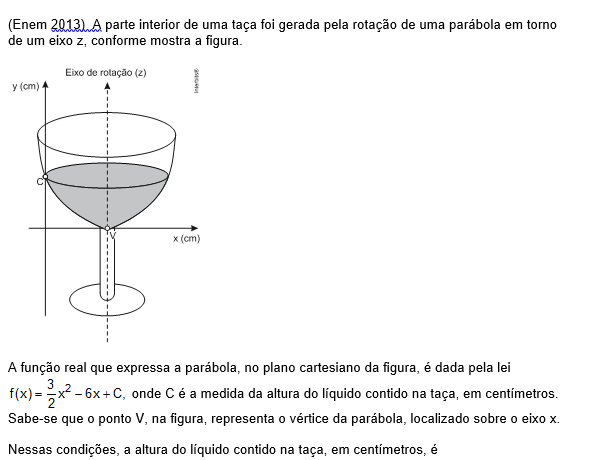 (Enem 2013) A parte interior de uma taça foi gerada pela rotação de uma parábola em torno
de um eixo z, conforme mostra a figura.
Eixo de rotação (z)
y (cm)
Interbits®
C
V
x (cm)
A função real que expressa a parábola, no plano cartesiano da figura, é dada pela lei
f(x) = 3/2 x² – 6x + C, onde C é a medida da altura do líquido contido na taça, em centímetros.
Sabe-se que o ponto V, na figura, representa o vértice da parábola, localizado sobre o eixo x.
Nessas condições, a altura do líquido contido na taça, em centímetros, é